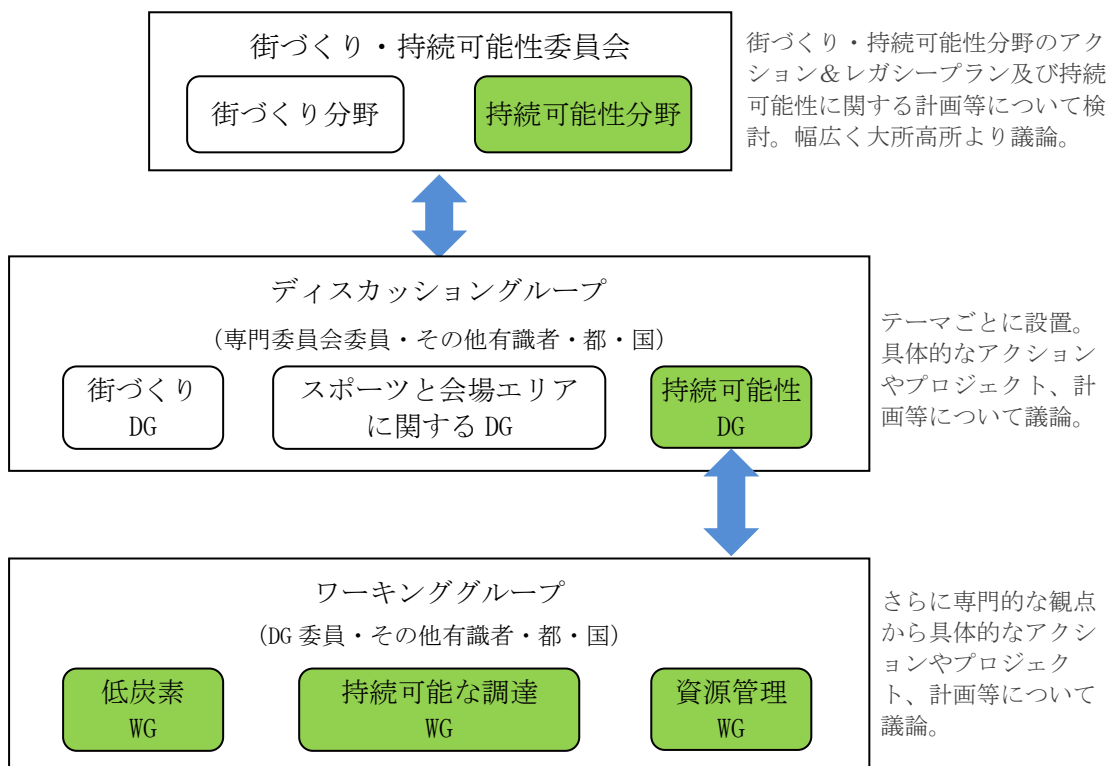 街づくり・持続可能性委員会
街づくり分野
持続可能性分野
街づくり・持続可能性分野のアク
ション＆レガシープラン及び持続
可能性に関する計画等について検
討。幅広く大所高所より議論。
ディスカッショングループ
（専門委員会委員・その他有識者・都・国）
街づくり
DG
スポーツと会場エリア
に関する DG
持続可能性
DG
テーマごとに設置。
具体的なアクション
やプロジェクト、計
画等について議論。
ワーキンググループ
（DG 委員・その他有識者・都・国）
低炭素
WG
持続可能な調達
WG
資源管理
WG
さらに専門的な観点
から具体的なアクシ
ョンやプロジェク
ト、計画等について
議論。